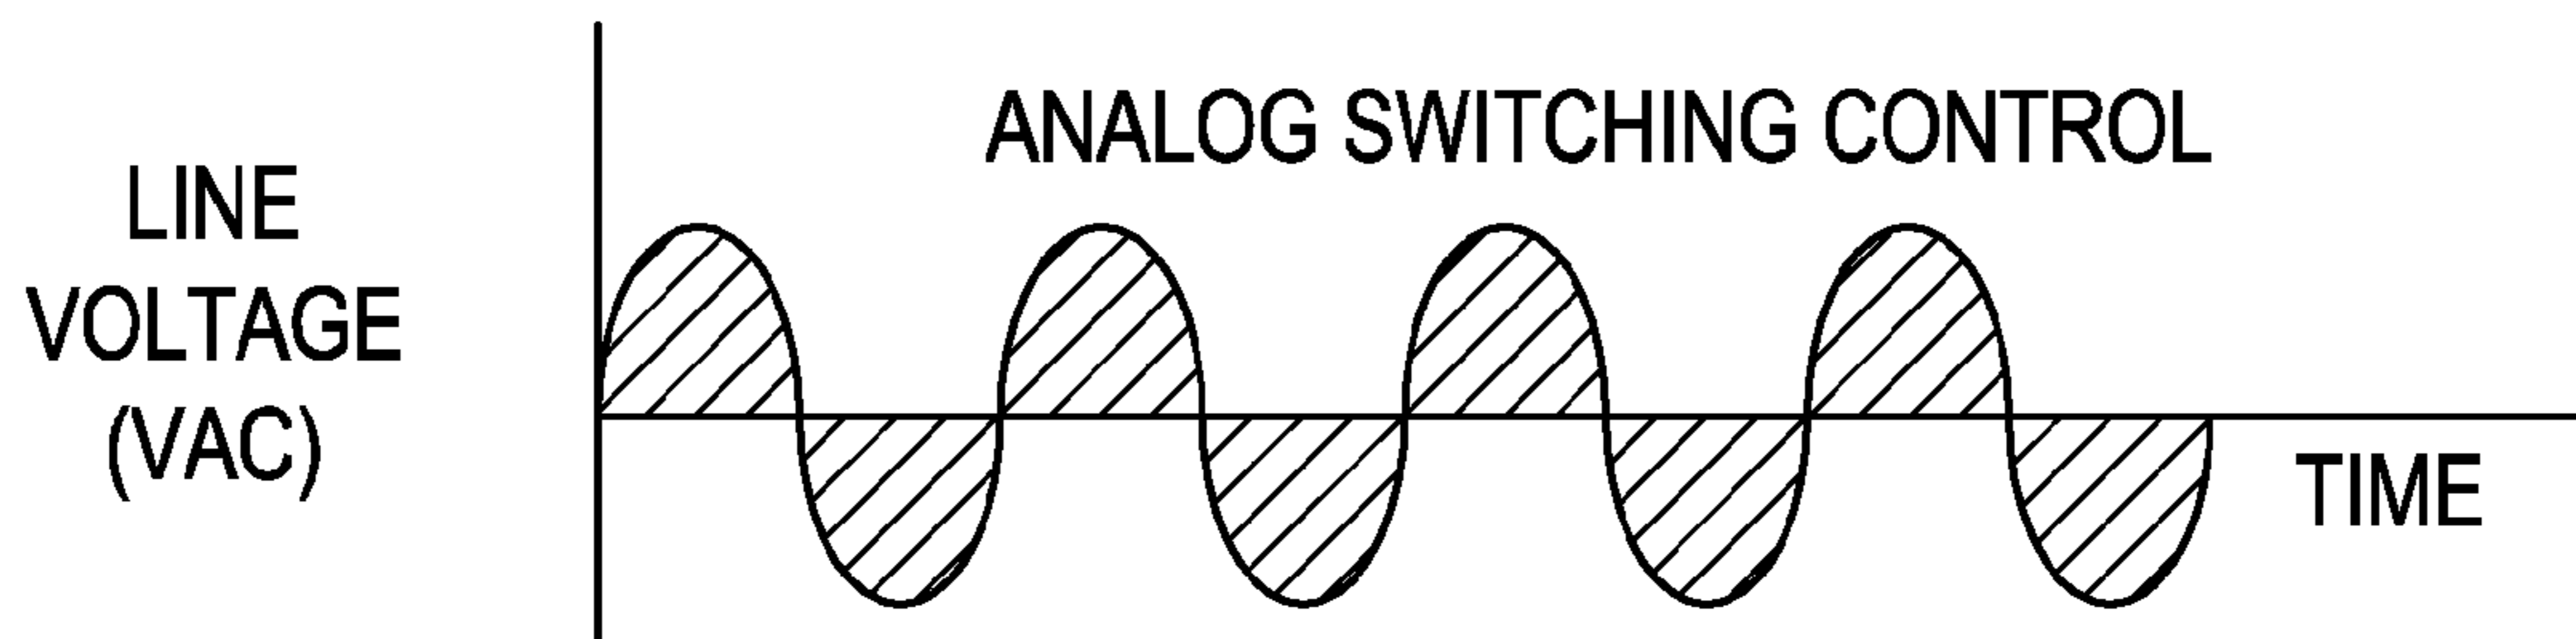 ANALOG SWITCHING CONTROL
LINE
VOLTAGE
(VAC)
TIME